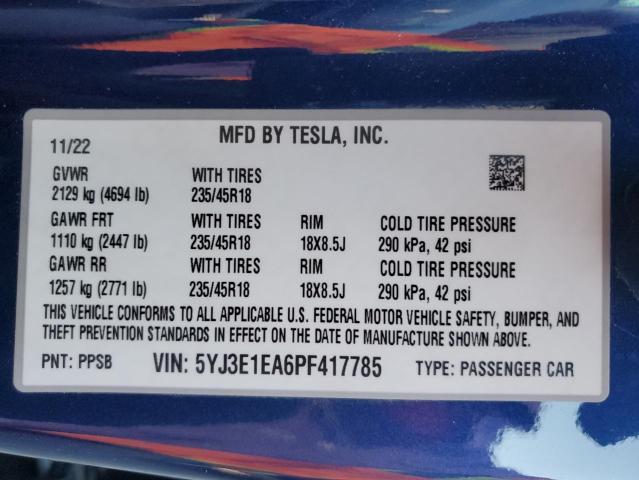 MFD BY TESLA, INC.
11/22
GVWR WITH TIRES
2129 kg (4694 lb) 235/45R18
GAWR FRT WITH TIRES RIM COLD TIRE PRESSURE
1110 kg (2447 lb) 235/45R18 18X8.5J 290 kPa, 42 psi
GAWR RR WITH TIRES RIM COLD TIRE PRESSURE
1257 kg (2771 lb) 235/45R18 18X8.5J 290 kPa, 42 psi
THIS VEHICLE CONFORMS TO ALL APPLICABLE U.S. FEDERAL MOTOR VEHICLE SAFETY, BUMPER, AND
THEFT PREVENTION STANDARDS IN EFFECT ON THE DATE OF MANUFACTURE SHOWN ABOVE.
PNT: PPSB VIN: 5YJ3E1EA6PF417785 TYPE: PASSENGER CAR